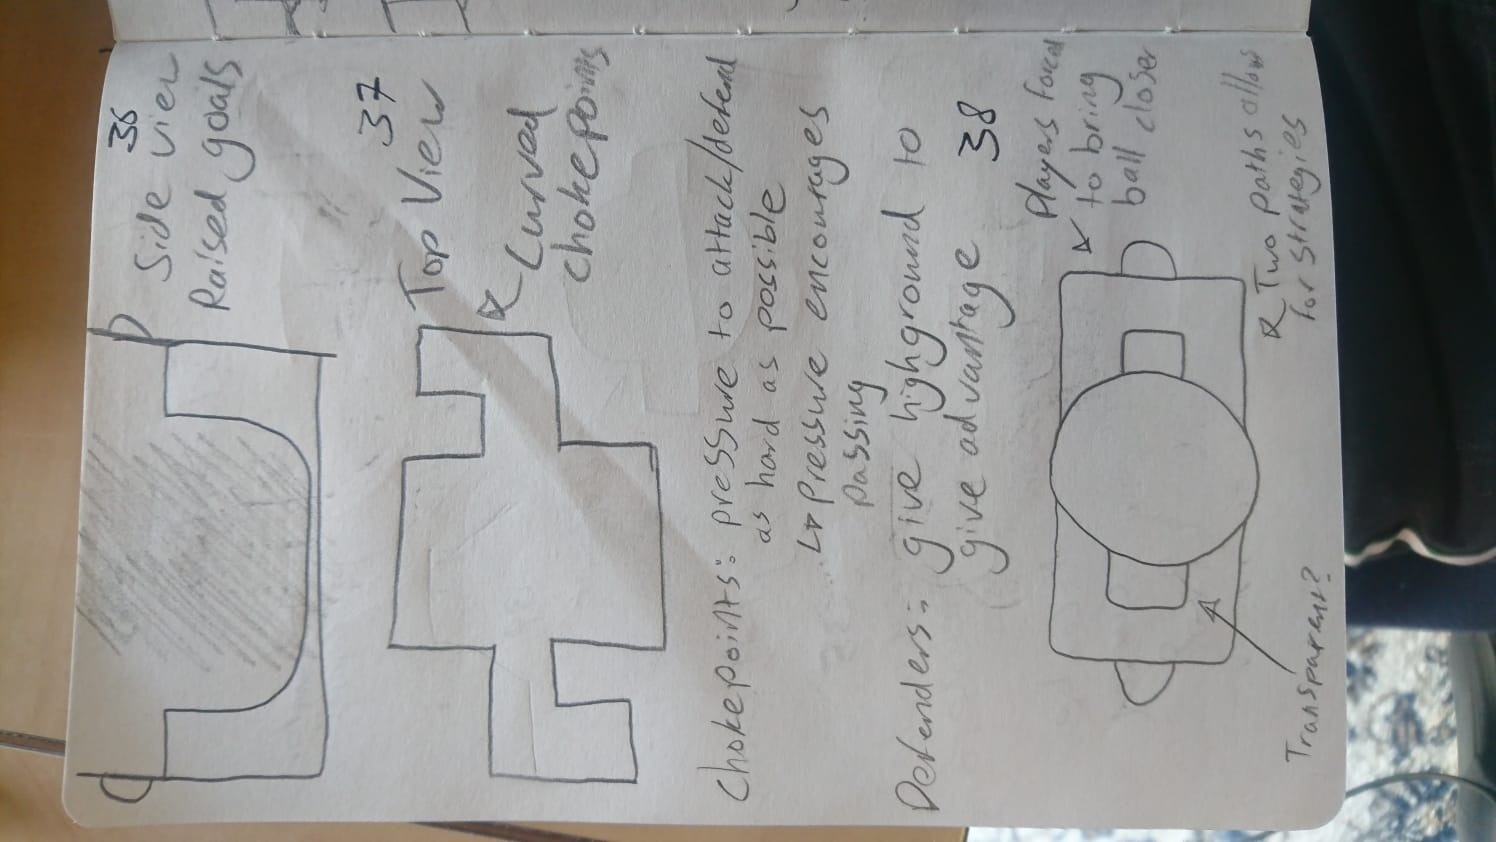 36
Side view
Raised goals
37
Top View
Curved
chokepoints
Chokepoints: pressure to attack/defend
as hard as possible
↳ Pressure encourages
passing
Defenders: give highground to
give advantage
38
Players forced
to bring
ball closer
Two paths allow
for strategies
Transparent?